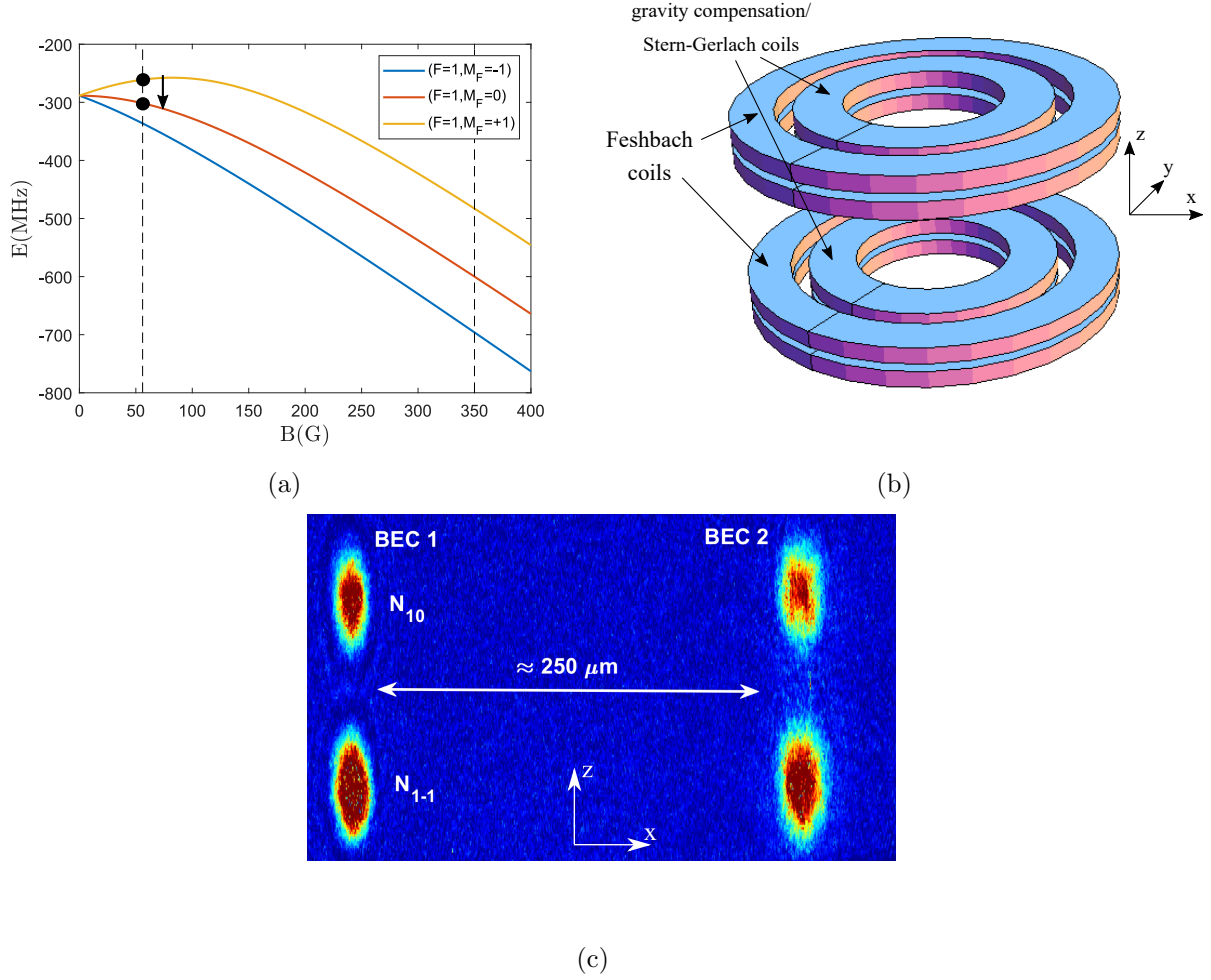 -200
-300
-400
-500
-600
-700
-800
E(MHz)
0 50 100 150 200 250 300 350 400
B(G)
(F=1,M_F=-1)
(F=1,M_F=0)
(F=1,M_F=+1)
(a)
gravity compensation/
Stern-Gerlach coils
Feshbach
coils
z
y
x
(b)
BEC 1
BEC 2
N_10
≈ 250 μm
N_1-1
z
x
(c)